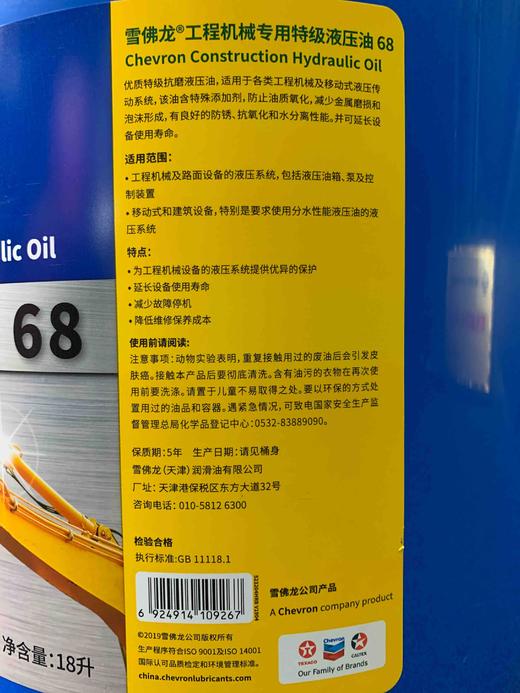 雪佛龙®工程机械专用特级液压油 68
Chevron Construction Hydraulic Oil
优质特级抗磨液压油，适用于各类工程机械及移动式液压传
动系统，该油含特殊添加剂，防止油质氧化，减少金属磨损和
泡沫形成，有良好的防锈、抗氧化和水分离性能。并可延长设
备使用寿命。
适用范围：
• 工程机械及路面设备的液压系统，包括液压油箱、泵及控
制装置
• 移动式和建筑设备，特别是要求使用分水性能液压油的液
压系统
特点：
• 为工程机械设备的液压系统提供优异的保护
• 延长设备使用寿命
• 减少故障停机
• 降低维修保养成本
使用前请阅读：
注意事项：动物实验表明，重复接触用过的废油后会引发皮
肤癌。接触本产品后要彻底清洗。含有油污的衣物在再次使
用前要洗涤。请置于儿童不易取得之处。要以环保的方式处
置用过的油品和容器。遇紧急情况，可致电国家安全生产监
督管理总局化学品登记中心：0532-83889090。
保质期：5年 生产日期：请见桶身
雪佛龙（天津）润滑油有限公司
厂址：天津港保税区东方大道32号
咨询电话：010-5812 6300
检验合格
执行标准:GB 11118.1
6 924914 109267
©2019雪佛龙公司版权所有
生产程序符合ISO 9001及ISO 14001
国际认可品质检定和环境管理标准。
china.chevronlubricants.com
雪佛龙公司产品
A Chevron company product
TEXACO
Chevron
CALTEX
Our Family of Brands
lic Oil
68
净含量：18升